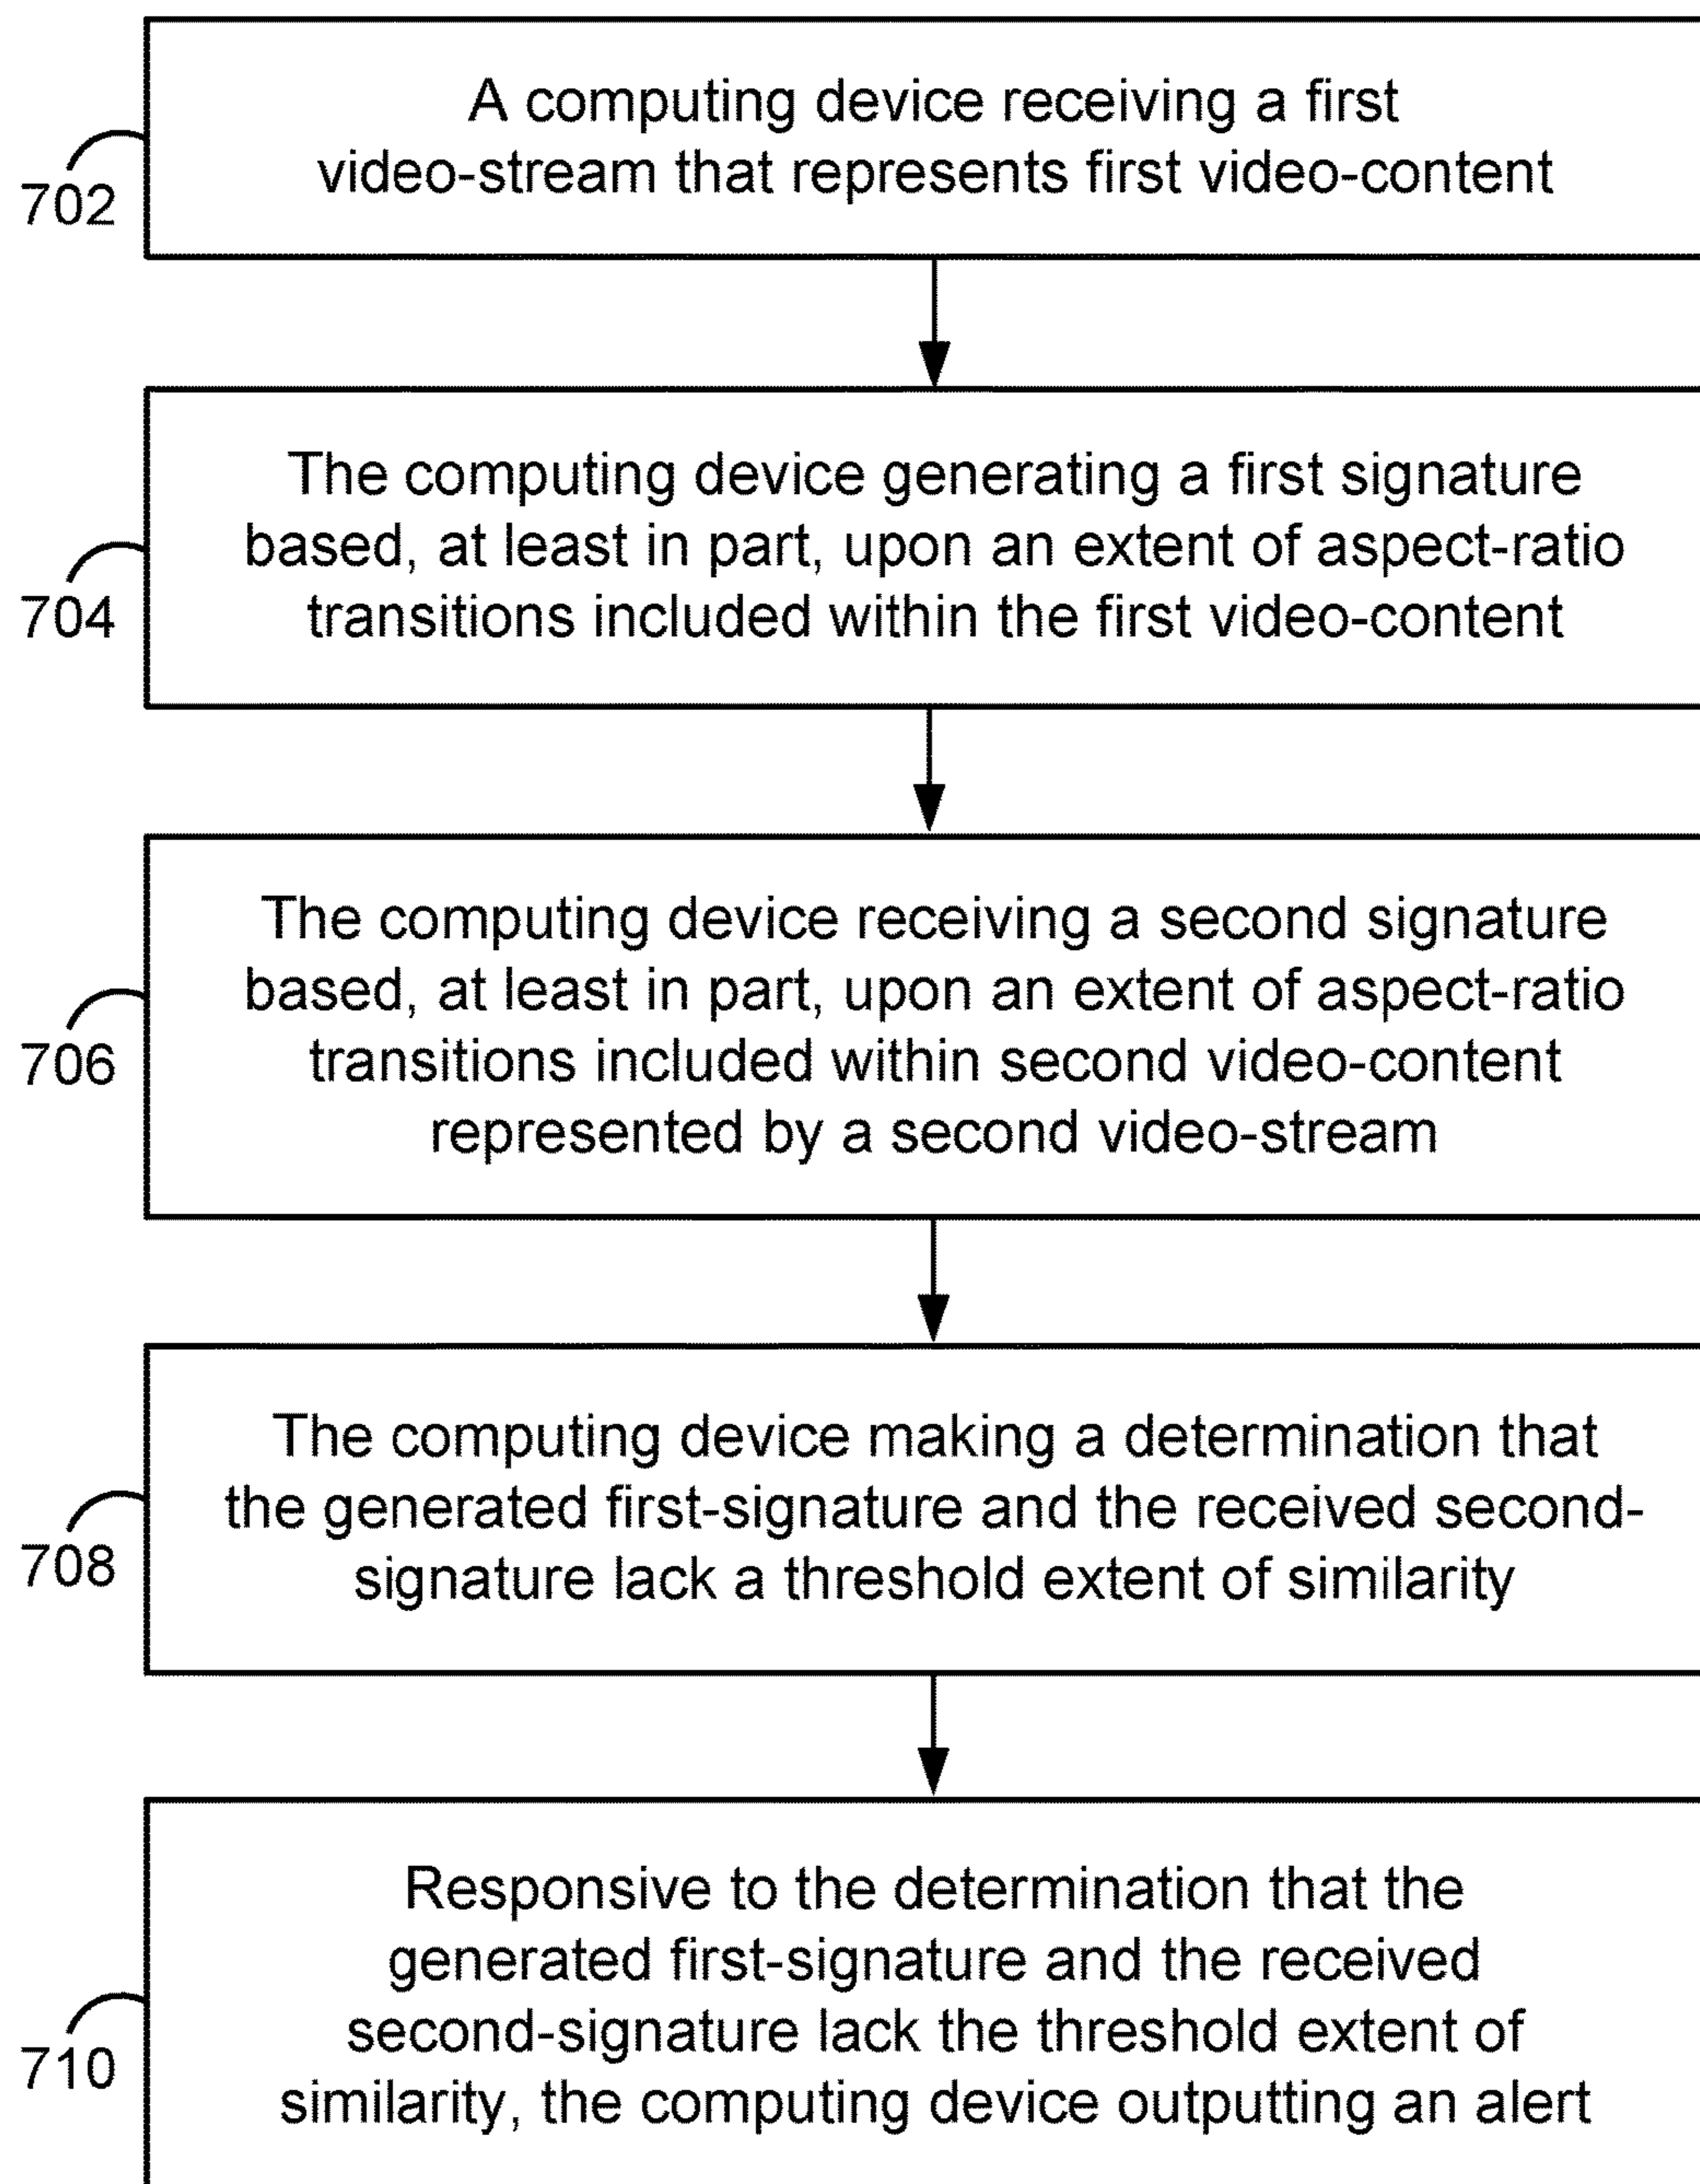 A computing device receiving a first
video-stream that represents first video-content
702
The computing device generating a first signature
based, at least in part, upon an extent of aspect-ratio
transitions included within the first video-content
704
The computing device receiving a second signature
based, at least in part, upon an extent of aspect-ratio
transitions included within second video-content
represented by a second video-stream
706
The computing device making a determination that
the generated first-signature and the received second-
signature lack a threshold extent of similarity
708
Responsive to the determination that the
generated first-signature and the received
second-signature lack the threshold extent of
similarity, the computing device outputting an alert
710